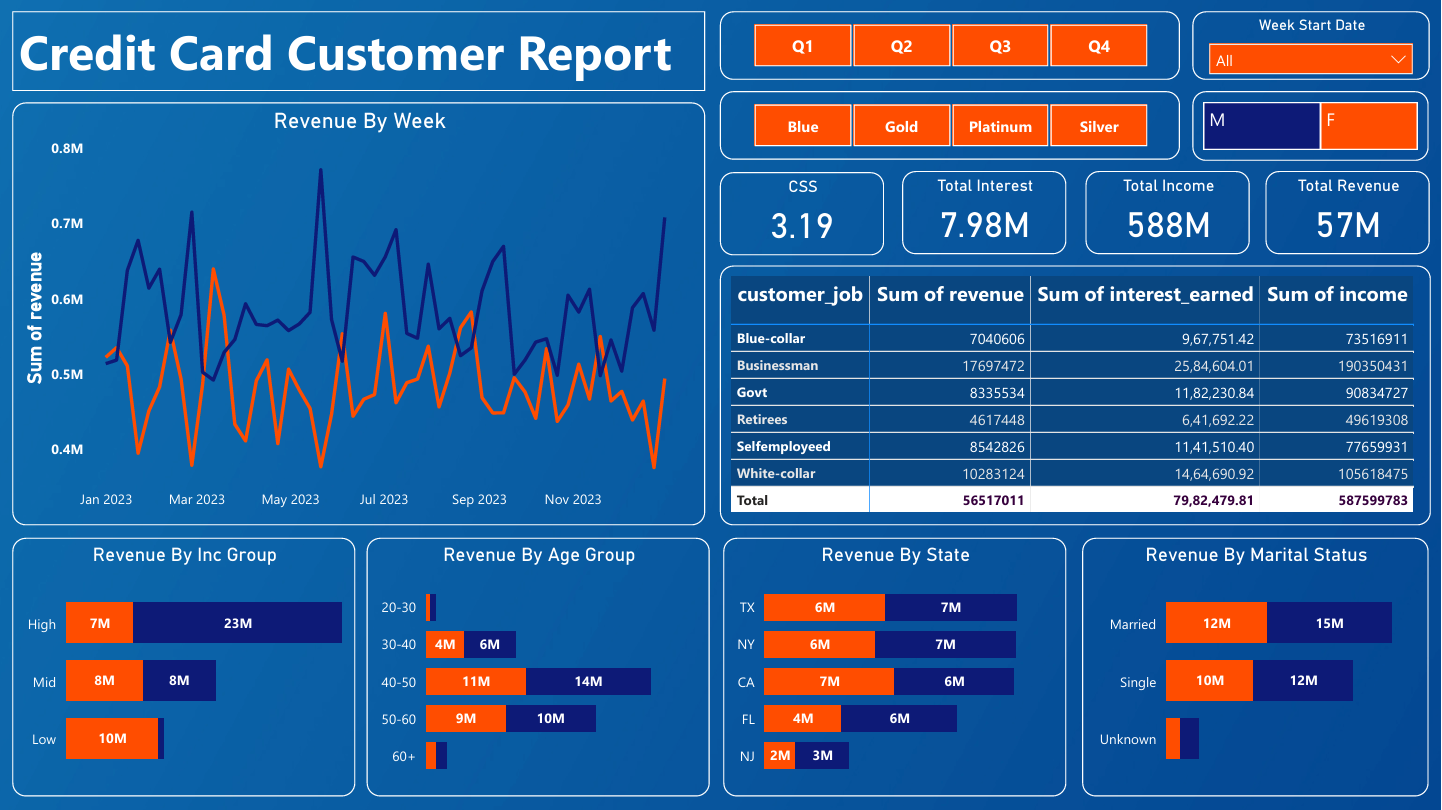 Credit Card Customer Report
Q1 Q2 Q3 Q4
Week Start Date
All
Blue Gold Platinum Silver
M F
CSS
3.19
Total Interest
7.98M
Total Income
588M
Total Revenue
57M
Revenue By Week
Sum of revenue
0.8M
0.7M
0.6M
0.5M
0.4M
Jan 2023 Mar 2023 May 2023 Jul 2023 Sep 2023 Nov 2023
customer_job Sum of revenue Sum of interest_earned Sum of income
Blue-collar 7040606 9,67,751.42 73516911
Businessman 17697472 25,84,604.01 190350431
Govt 8335534 11,82,230.84 90834727
Retirees 4617448 6,41,692.22 49619308
Selfemployeed 8542826 11,41,510.40 77659931
White-collar 10283124 14,64,690.92 105618475
Total 56517011 79,82,479.81 587599783
Revenue By Inc Group
High 7M 23M
Mid 8M 8M
Low 10M
Revenue By Age Group
20-30
30-40 4M 6M
40-50 11M 14M
50-60 9M 10M
60+
Revenue By State
TX 6M 7M
NY 6M 7M
CA 7M 6M
FL 4M 6M
NJ 2M 3M
Revenue By Marital Status
Married 12M 15M
Single 10M 12M
Unknown